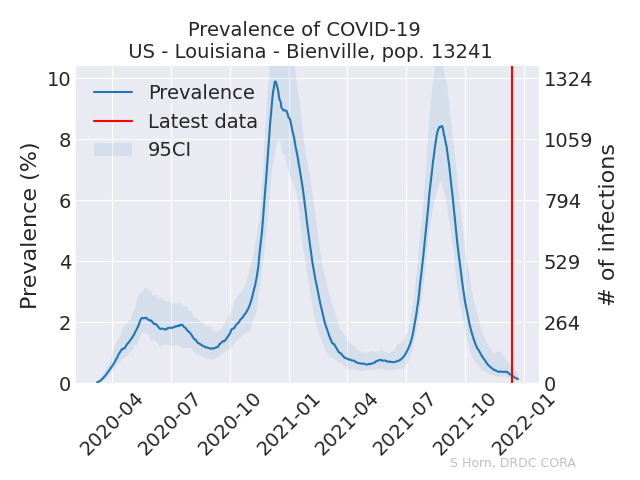 Prevalence of COVID-19
US - Louisiana - Bienville, pop. 13241
Prevalence
Latest data
95CI
Prevalence (%)
10
8
6
4
2
0
1324
1059
794
529
264
0
# of infections
2020-04
2020-07
2020-10
2021-01
2021-04
2021-07
2021-10
2022-01
S Horn, DRDC CORA